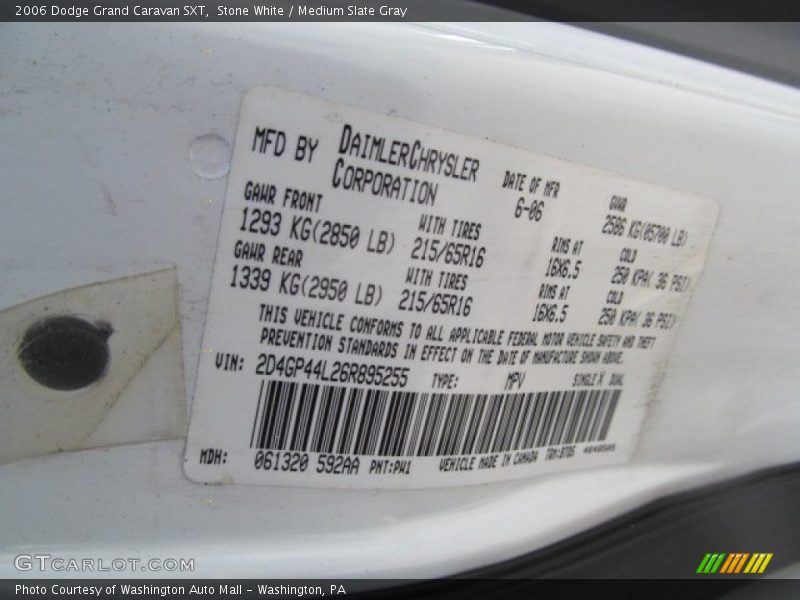 2006 Dodge Grand Caravan SXT, Stone White / Medium Slate Gray
MFD BY DAIMLERCHRYSLER CORPORATION
DATE OF MFR 6-06
GVWR 2586 KG(05700 LB)
GAWR FRONT 1293 KG(2850 LB)
WITH TIRES 215/65R16
RIMS AT 16X6.5
COLD 250 KPA( 36 PSI)
GAWR REAR 1339 KG(2950 LB)
WITH TIRES 215/65R16
RIMS AT 16X6.5
COLD 250 KPA( 36 PSI)
THIS VEHICLE CONFORMS TO ALL APPLICABLE FEDERAL MOTOR VEHICLE SAFETY AND THEFT
PREVENTION STANDARDS IN EFFECT ON THE DATE OF MANUFACTURE SHOWN ABOVE.
VIN: 2D4GP44L26R895255 TYPE: MPV SINGLE X DUAL
MDH: 061320 592AA PNT:PW1 VEHICLE MADE IN CANADA
GTCARLOT.COM
Photo Courtesy of Washington Auto Mall - Washington, PA